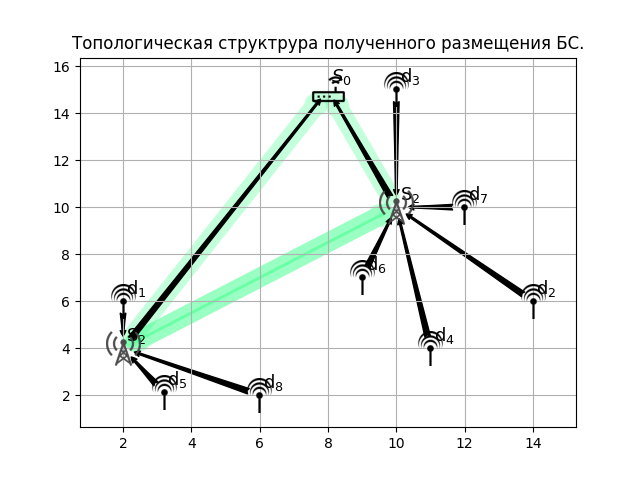 Топологическая структрура полученного размещения БС.
16
14
12
10
8
6
4
2
s₀
d₃
s₂
d₇
d₆
d₁
d₂
s₂
d₄
d₅
d₈
2
4
6
8
10
12
14